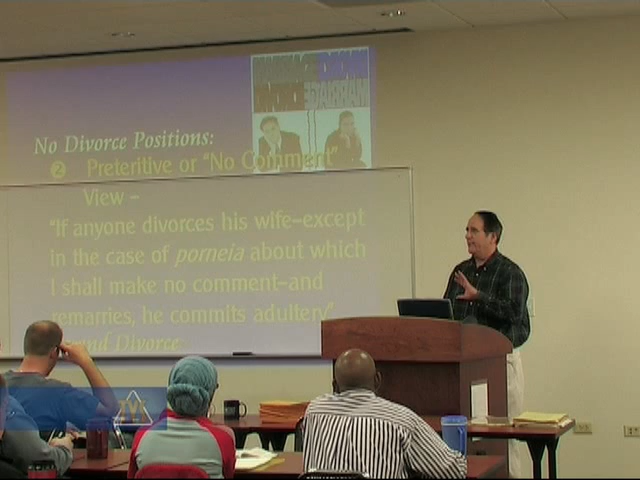 No Divorce Positions:
❷ Preteritive or "No Comment"
View –
"If anyone divorces his wife–except
in the case of porneia about which
I shall make no comment–and
remarries, he commits adultery"
and Divorce